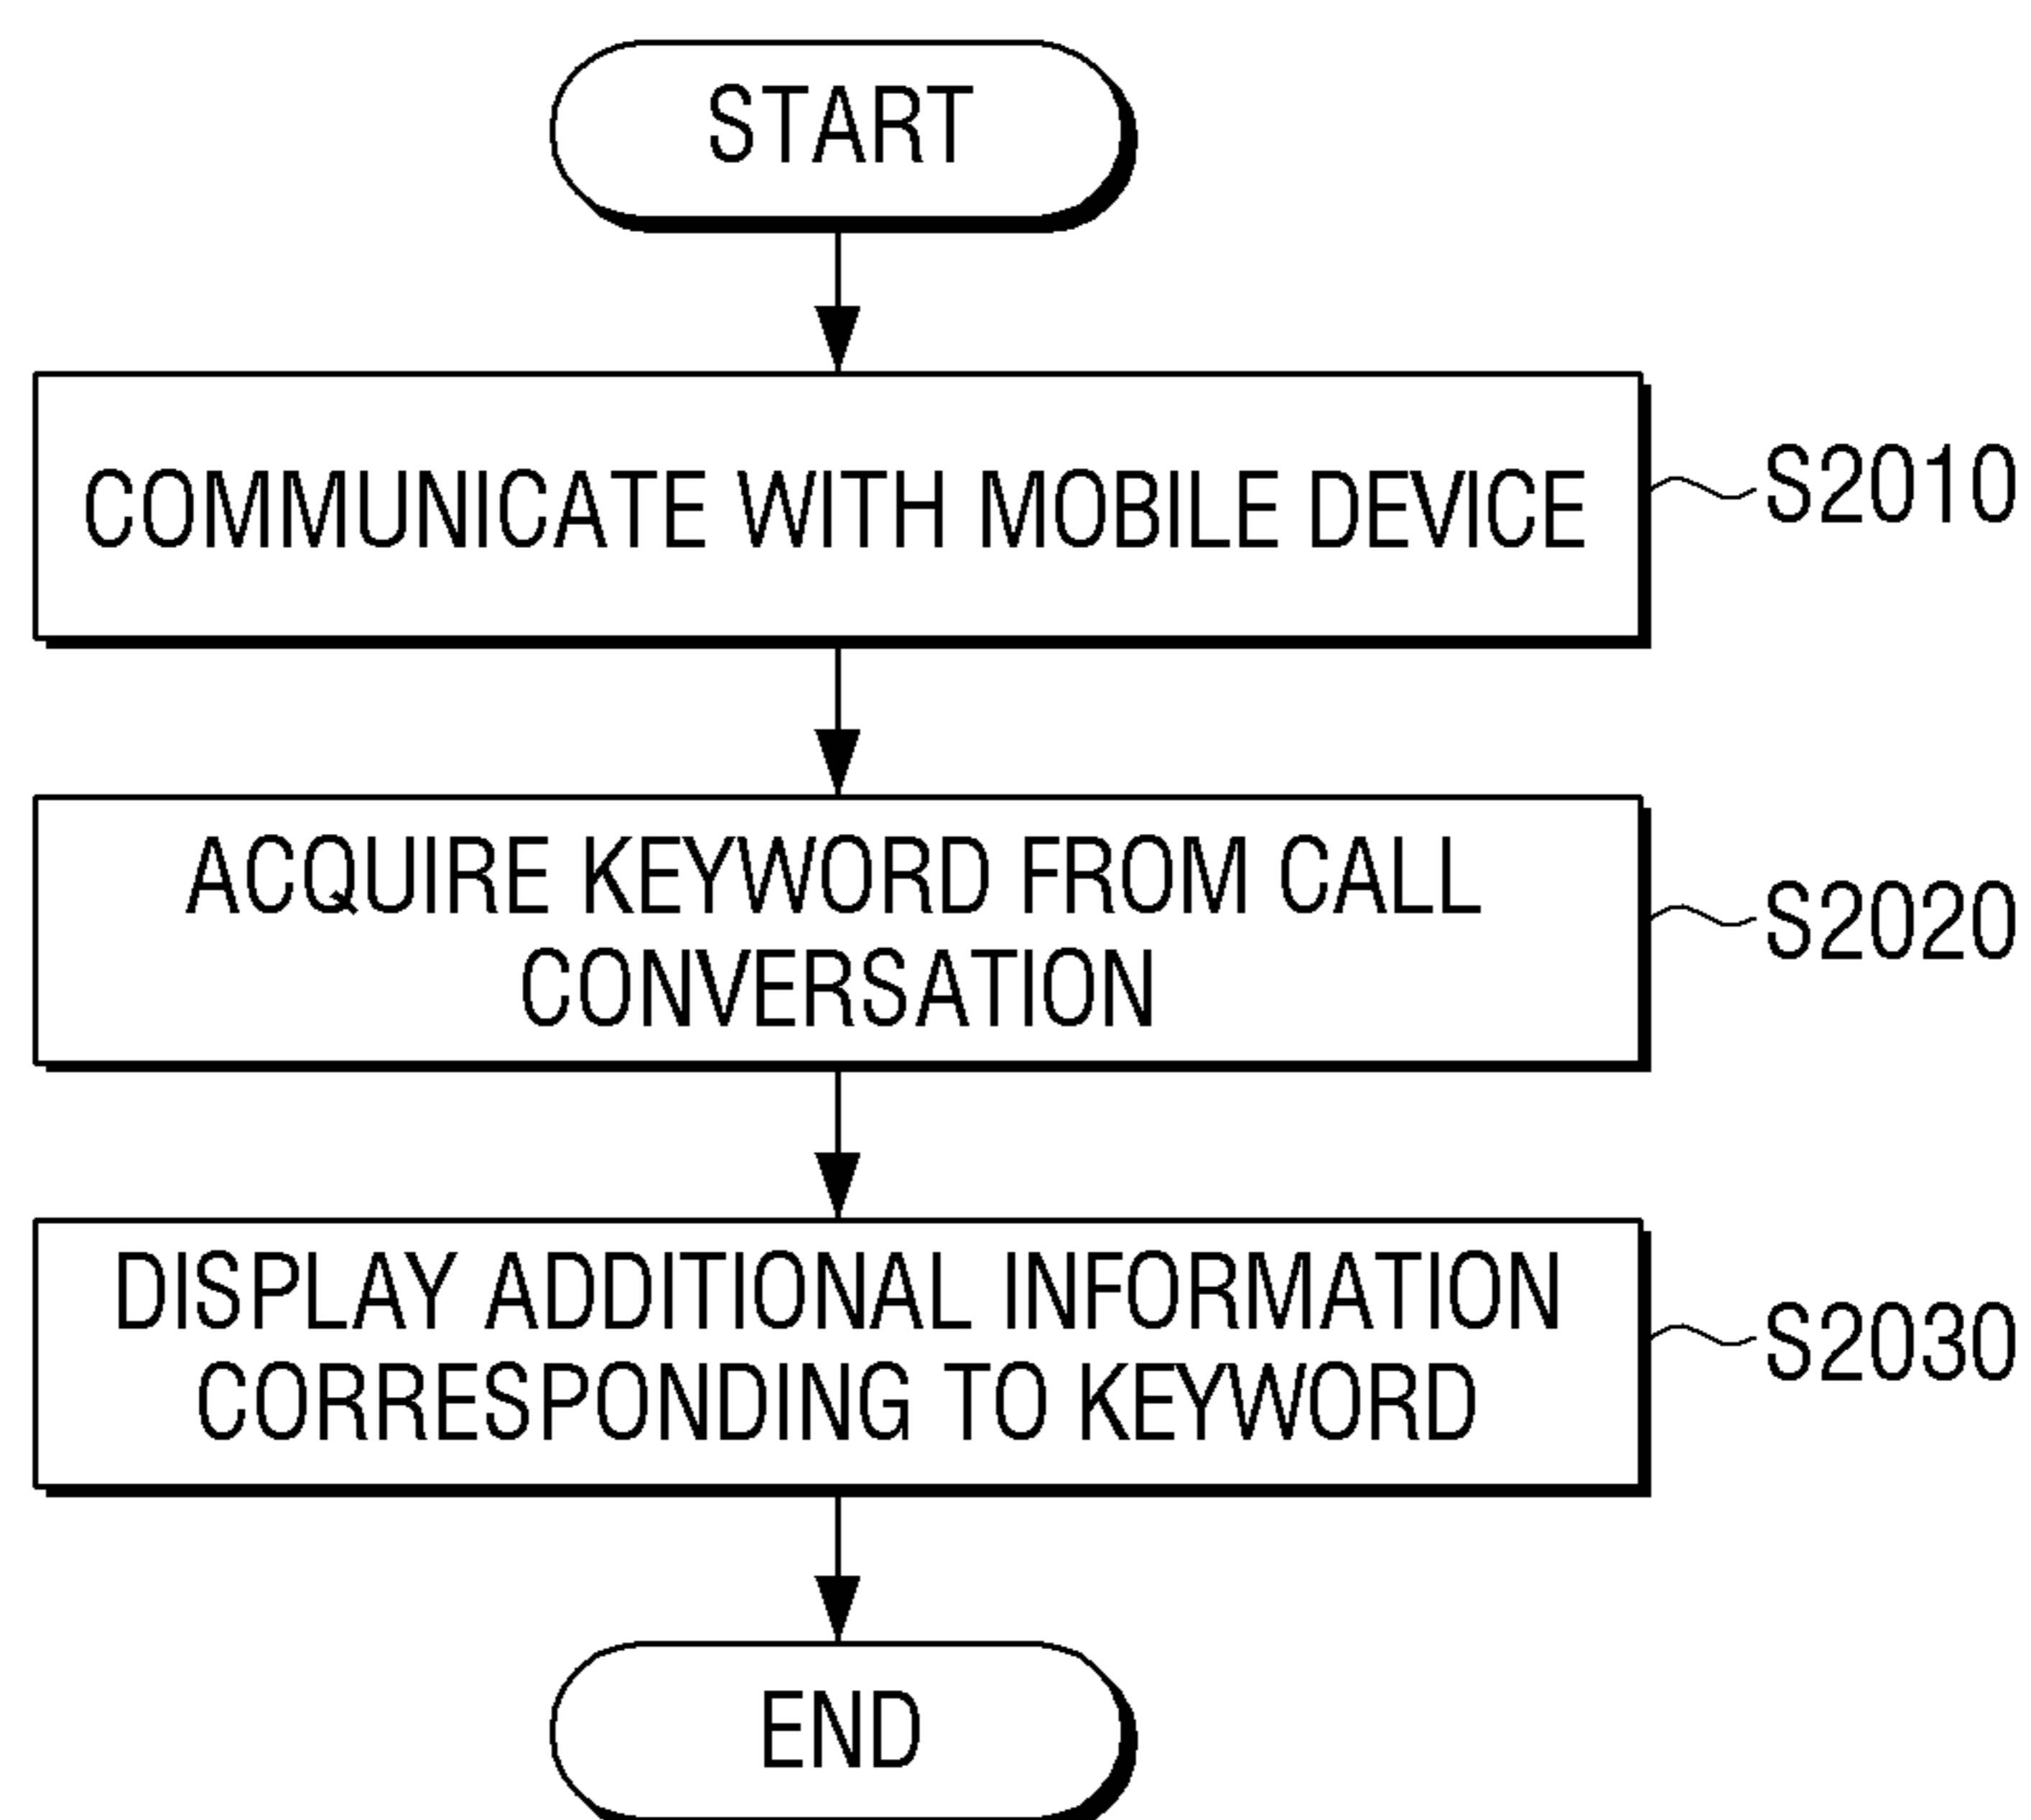 START
COMMUNICATE WITH MOBILE DEVICE
S2010
ACQUIRE KEYWORD FROM CALL
CONVERSATION
S2020
DISPLAY ADDITIONAL INFORMATION
CORRESPONDING TO KEYWORD
S2030
END